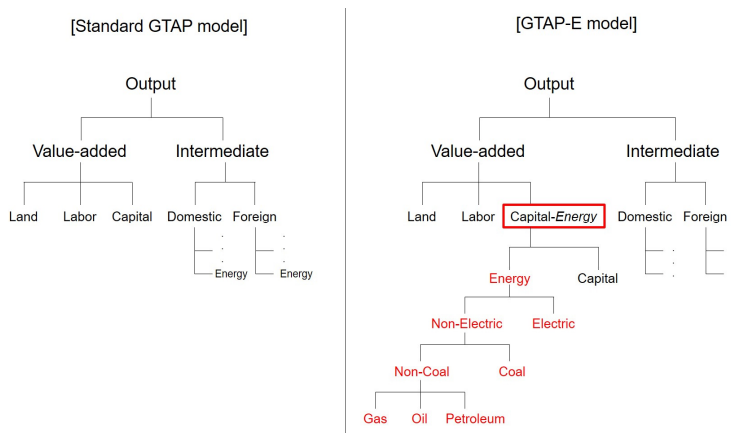 [Standard GTAP model]
Output
Value-added Intermediate
Land Labor Capital Domestic Foreign
Energy Energy
[GTAP-E model]
Output
Value-added Intermediate
Land Labor Capital-Energy Domestic Foreign
Energy Capital
Non-Electric Electric
Non-Coal Coal
Gas Oil Petroleum